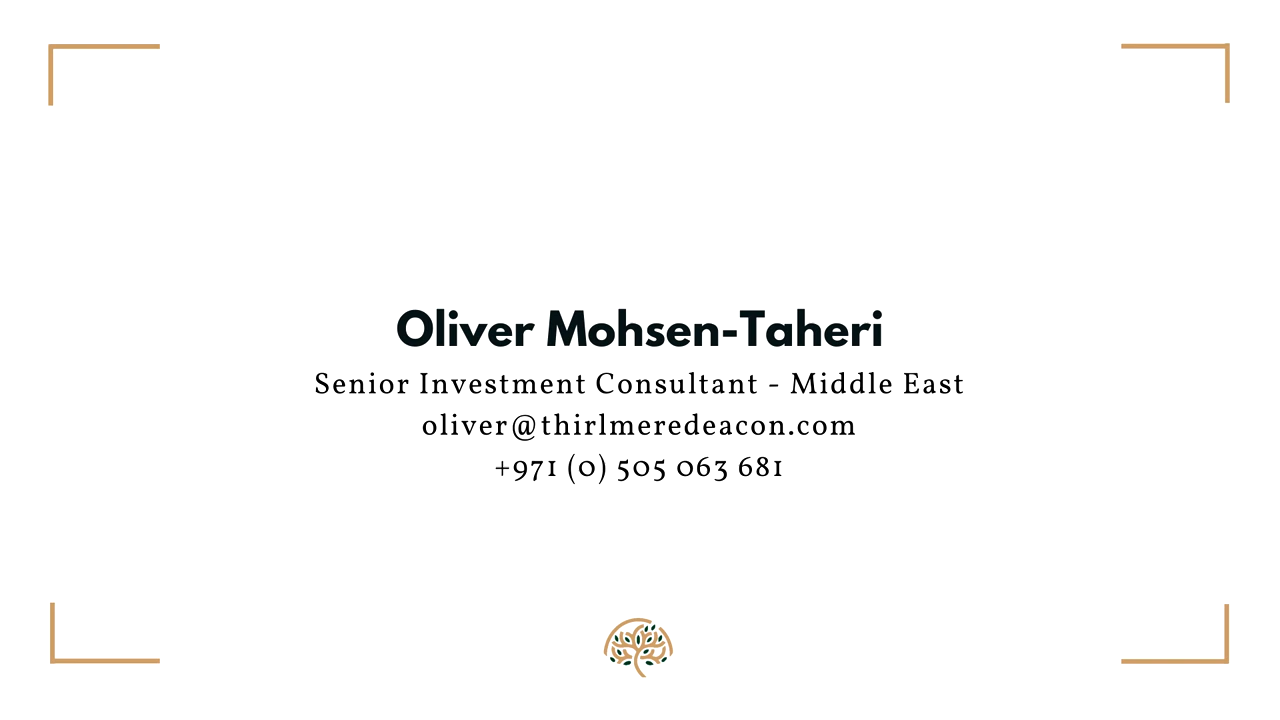 Oliver Mohsen-Taheri
Senior Investment Consultant - Middle East
oliver@thirlmeredeacon.com
+971 (0) 505 063 681